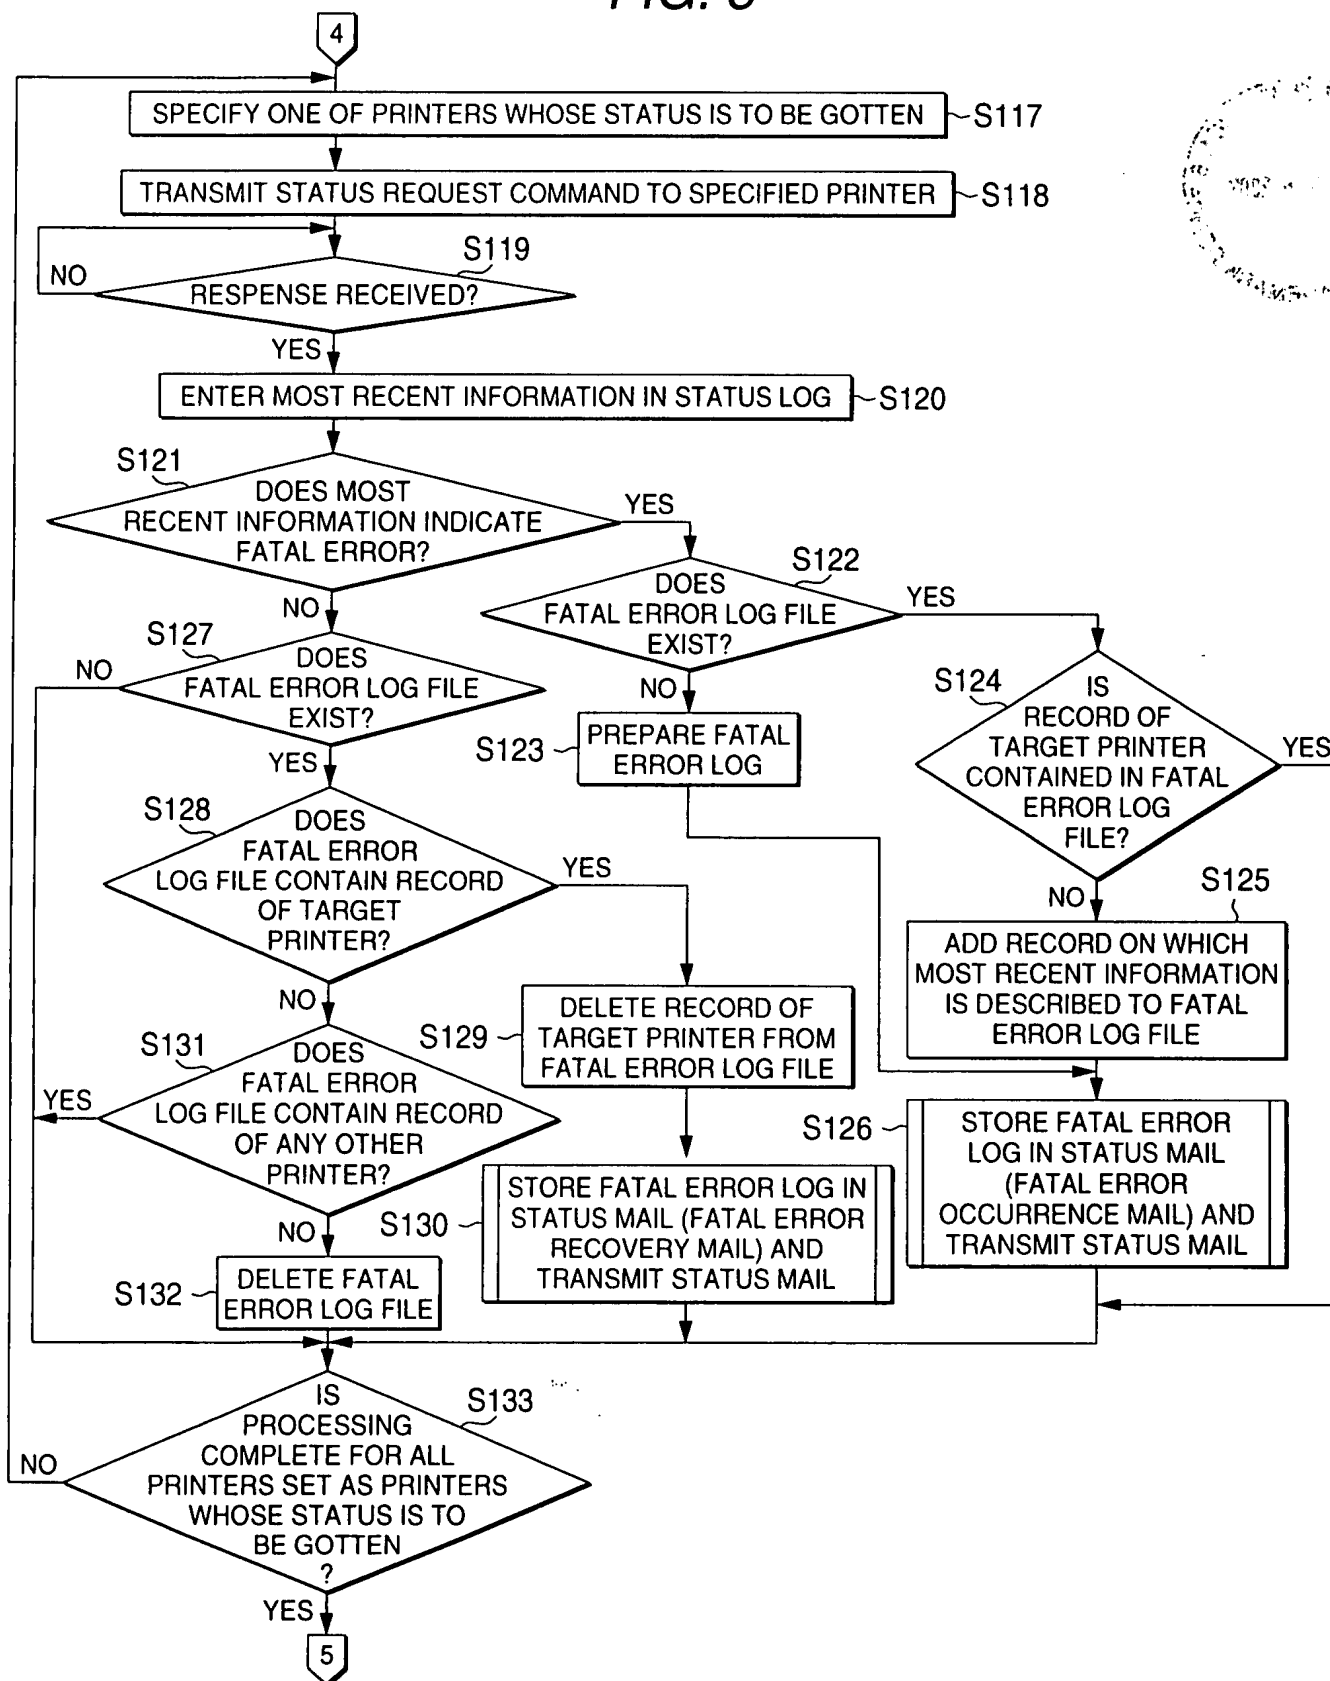 4
SPECIFY ONE OF PRINTERS WHOSE STATUS IS TO BE GOTTEN
S117
TRANSMIT STATUS REQUEST COMMAND TO SPECIFIED PRINTER
S118
S119
NO
RESPENSE RECEIVED?
YES
ENTER MOST RECENT INFORMATION IN STATUS LOG
S120
S121
DOES MOST
RECENT INFORMATION INDICATE
FATAL ERROR?
YES
NO
S122
DOES
FATAL ERROR LOG FILE
EXIST?
YES
NO
S127
DOES
FATAL ERROR LOG FILE
EXIST?
NO
YES
S123
PREPARE FATAL
ERROR LOG
S124
IS
RECORD OF
TARGET PRINTER
CONTAINED IN FATAL
ERROR LOG
FILE?
YES
NO
S128
DOES
FATAL ERROR
LOG FILE CONTAIN RECORD
OF TARGET
PRINTER?
YES
NO
S125
ADD RECORD ON WHICH
MOST RECENT INFORMATION
IS DESCRIBED TO FATAL
ERROR LOG FILE
S129
DELETE RECORD OF
TARGET PRINTER FROM
FATAL ERROR LOG FILE
S131
DOES
FATAL ERROR
LOG FILE CONTAIN RECORD
OF ANY OTHER
PRINTER?
YES
NO
S126
STORE FATAL ERROR
LOG IN STATUS MAIL
(FATAL ERROR
OCCURRENCE MAIL) AND
TRANSMIT STATUS MAIL
S130
STORE FATAL ERROR LOG IN
STATUS MAIL (FATAL ERROR
RECOVERY MAIL) AND
TRANSMIT STATUS MAIL
S132
DELETE FATAL
ERROR LOG FILE
S133
IS
PROCESSING
COMPLETE FOR ALL
PRINTERS SET AS PRINTERS
WHOSE STATUS IS TO
BE GOTTEN
?
NO
YES
5